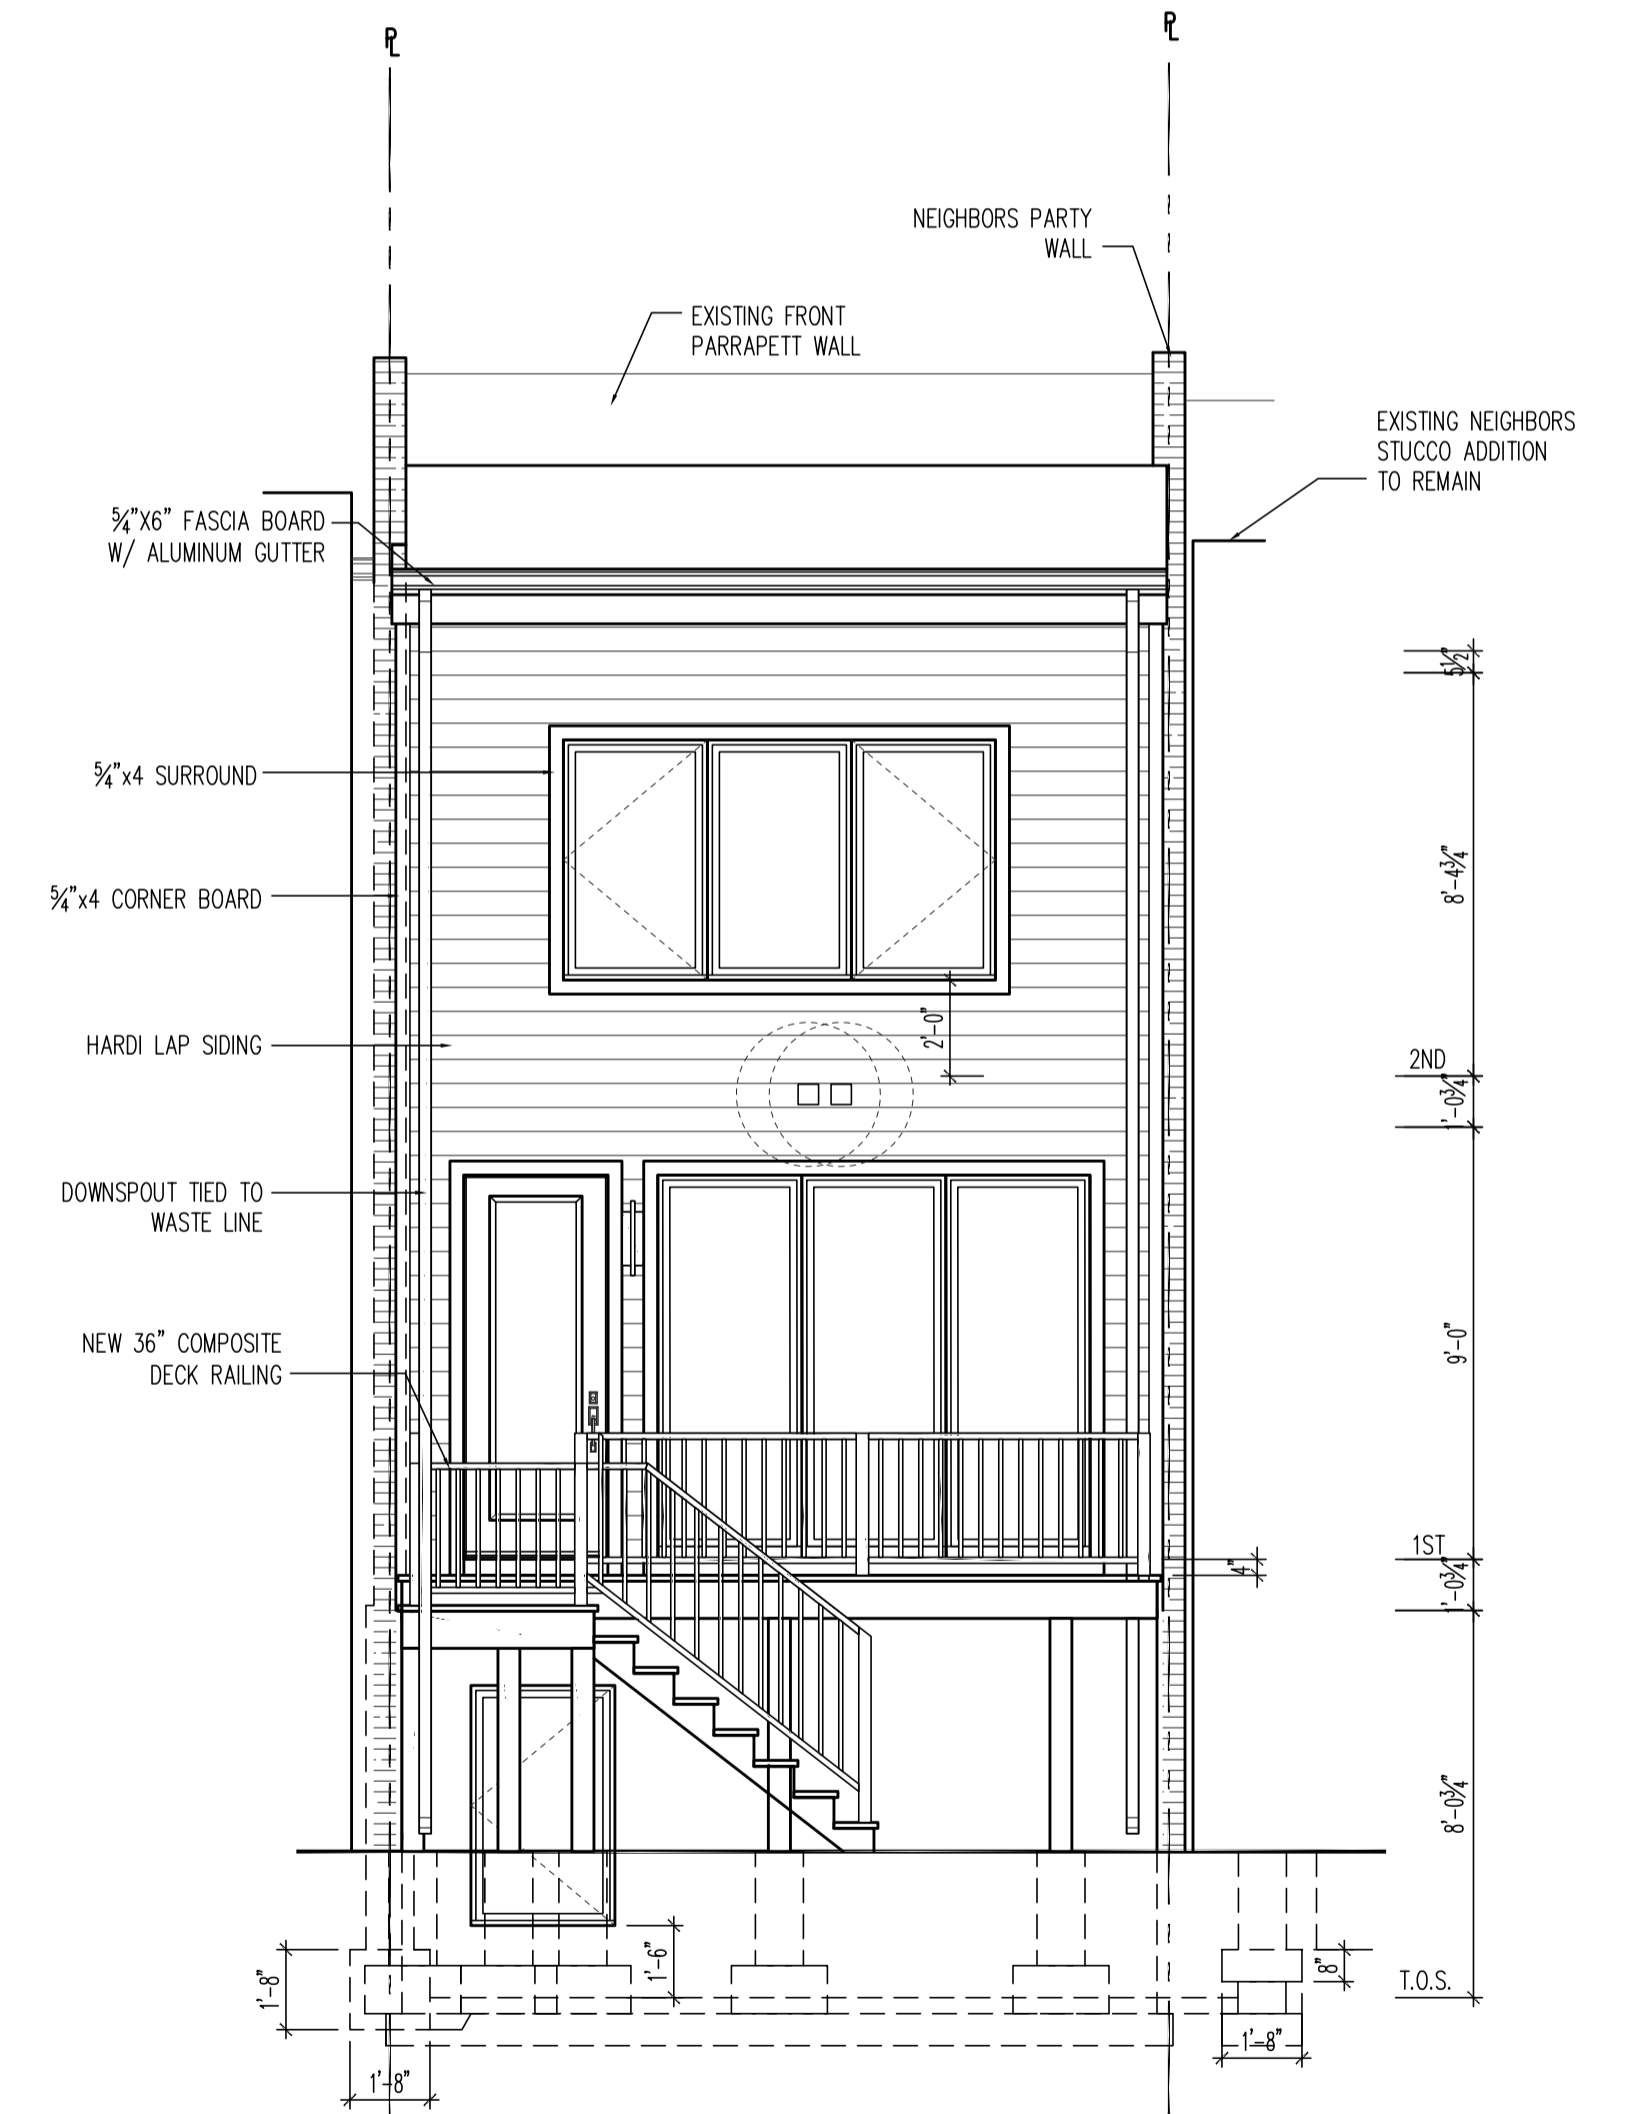 PL
PL
NEIGHBORS PARTY
WALL
EXISTING FRONT
PARRAPETT WALL
EXISTING NEIGHBORS
STUCCO ADDITION
TO REMAIN
5/4"X6" FASCIA BOARD
W/ ALUMINUM GUTTER
5 1/2"
5/4"x4 SURROUND
8'-4 3/4"
5/4"x4 CORNER BOARD
2'-0"
HARDI LAP SIDING
2ND
1'-0 3/4"
DOWNSPOUT TIED TO
WASTE LINE
9'-0"
NEW 36" COMPOSITE
DECK RAILING
1ST
4"
1'-0 3/4"
8'-0 3/4"
1'-6"
1'-8"
8"
T.O.S.
1'-8"
1'-8"